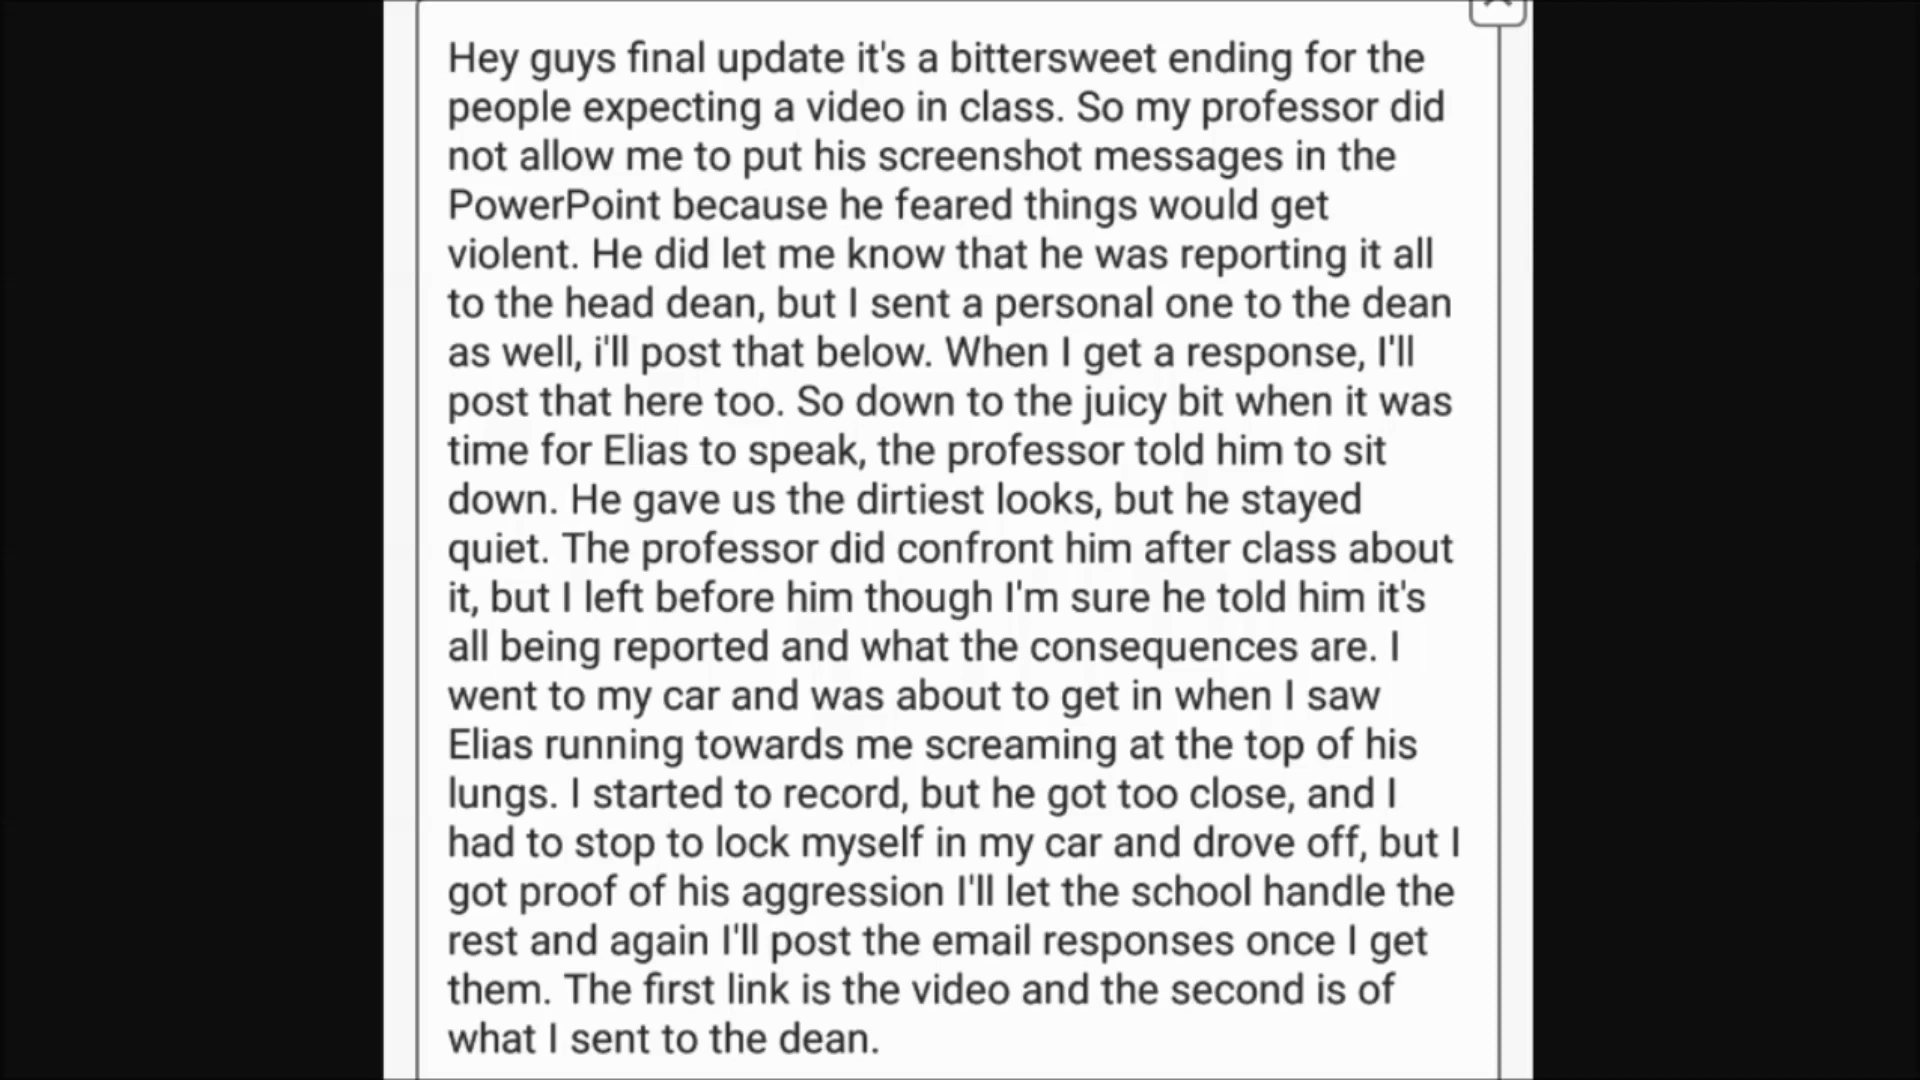 Hey guys final update it's a bittersweet ending for the
people expecting a video in class. So my professor did
not allow me to put his screenshot messages in the
PowerPoint because he feared things would get
violent. He did let me know that he was reporting it all
to the head dean, but I sent a personal one to the dean
as well, i'll post that below. When I get a response, I'll
post that here too. So down to the juicy bit when it was
time for Elias to speak, the professor told him to sit
down. He gave us the dirtiest looks, but he stayed
quiet. The professor did confront him after class about
it, but I left before him though I'm sure he told him it's
all being reported and what the consequences are. I
went to my car and was about to get in when I saw
Elias running towards me screaming at the top of his
lungs. I started to record, but he got too close, and I
had to stop to lock myself in my car and drove off, but I
got proof of his aggression I'll let the school handle the
rest and again I'll post the email responses once I get
them. The first link is the video and the second is of
what I sent to the dean.